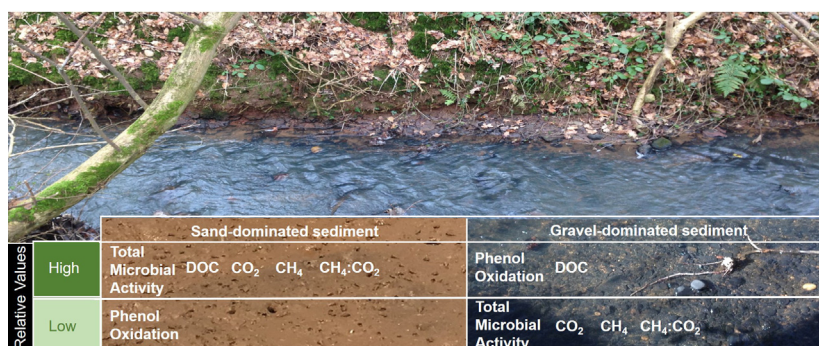 Sand-dominated sediment Gravel-dominated sediment
Relative Values
High
Total
Microbial DOC CO₂ CH₄ CH₄:CO₂
Activity
Phenol
Oxidation DOC
Low
Phenol
Oxidation
Total
Microbial CO₂ CH₄ CH₄:CO₂
Activity